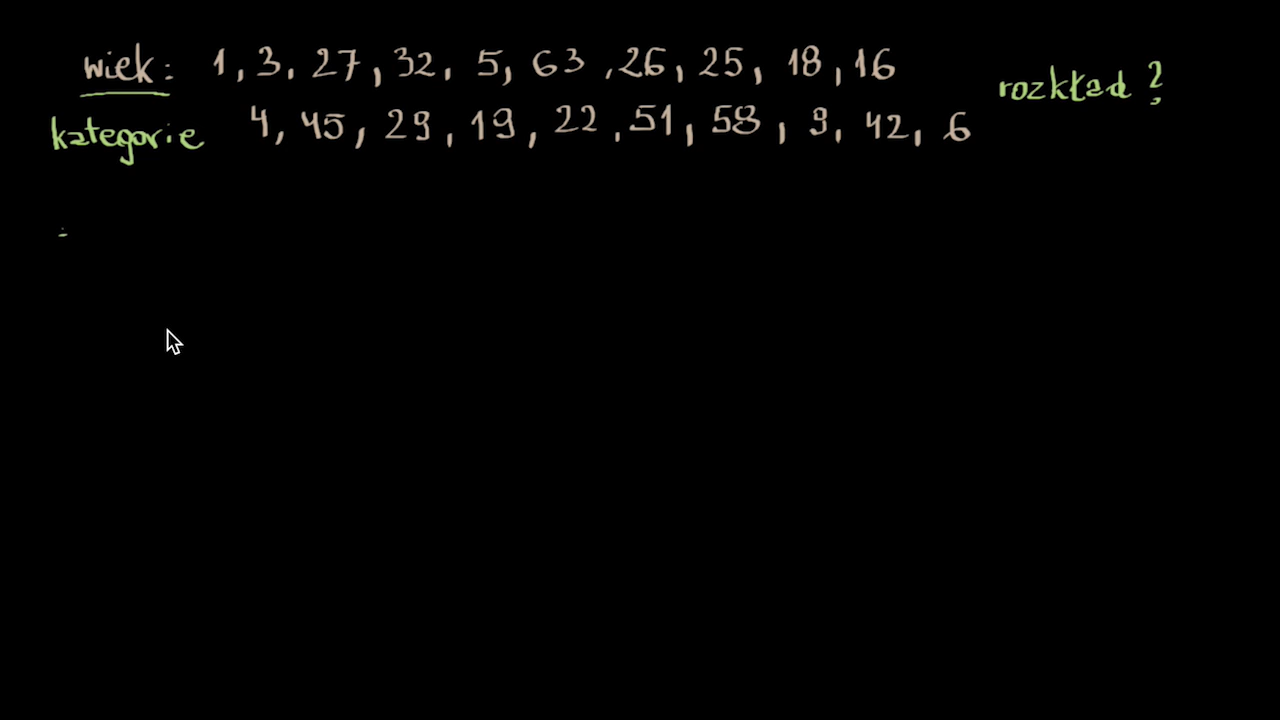 wiek: 1, 3, 27, 32, 5, 63, 26, 25, 18, 16
rozkład?
kategorie 4, 45, 29, 19, 22, 51, 58, 9, 42, 6